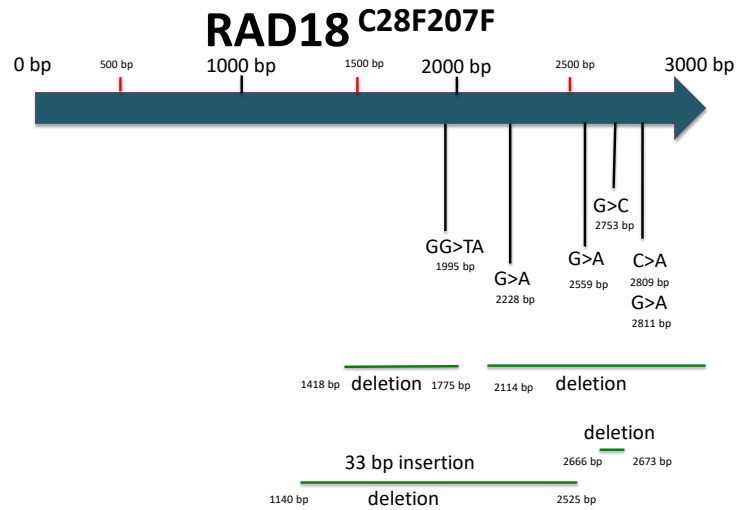 RAD18 C28F207F
0 bp 500 bp 1000 bp 1500 bp 2000 bp 2500 bp 3000 bp
G>C
2753 bp
GG>TA
1995 bp
G>A
2228 bp
G>A
2559 bp
C>A
2809 bp
G>A
2811 bp
1418 bp deletion 1775 bp 2114 bp deletion
deletion
2666 bp 2673 bp
33 bp insertion
1140 bp deletion 2525 bp